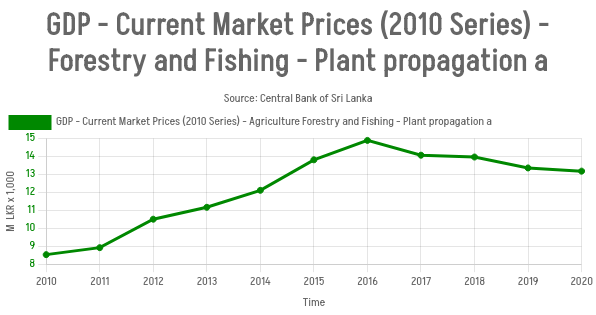 GDP - Current Market Prices (2010 Series) -
Forestry and Fishing - Plant propagation a
Source: Central Bank of Sri Lanka
GDP - Current Market Prices (2010 Series) - Agriculture Forestry and Fishing - Plant propagation a
M LKR x 1,000
15
14
13
12
11
10
9
8
2010 2011 2012 2013 2014 2015 2016 2017 2018 2019 2020
Time